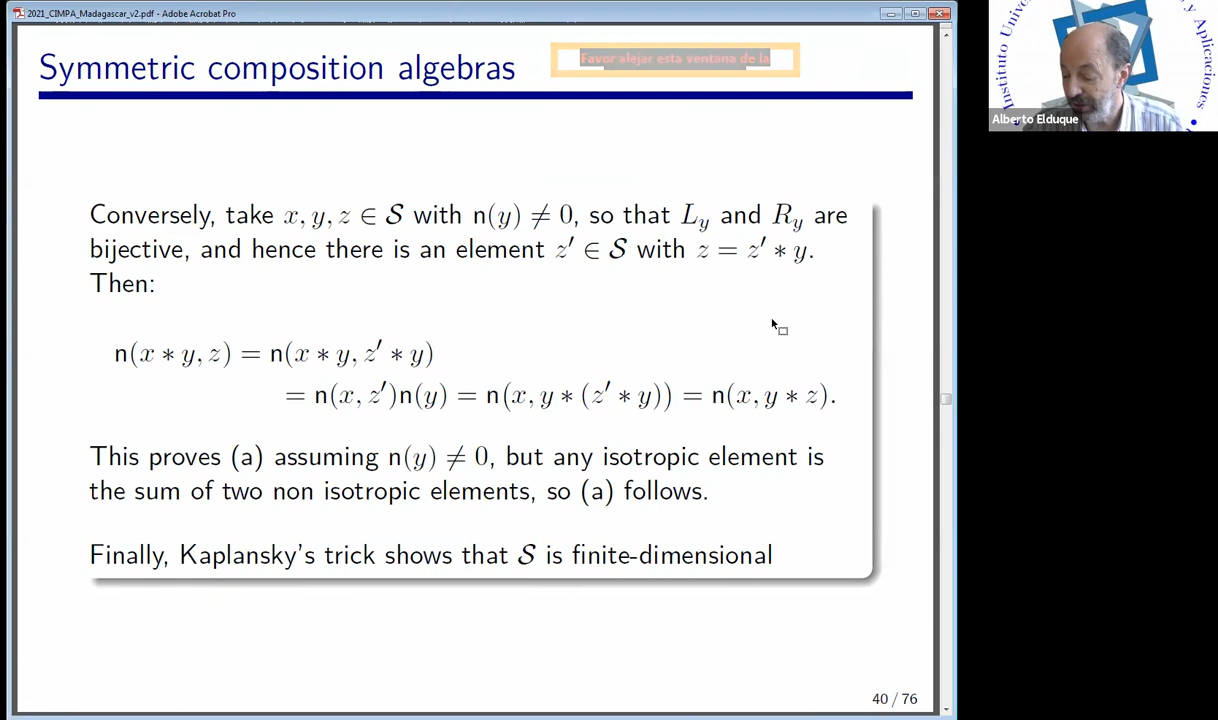 2021_CIMPA_Madagascar_v2.pdf - Adobe Acrobat Pro
Symmetric composition algebras
Favor alejar esta ventana de la
Instituto Univer
y Aplicaciones
Alberto Elduque
Conversely, take x, y, z ∈ 𝒮 with n(y) ≠ 0, so that L_y and R_y are
bijective, and hence there is an element z′ ∈ 𝒮 with z = z′ ∗ y.
Then:
n(x ∗ y, z) = n(x ∗ y, z′ ∗ y)
= n(x, z′)n(y) = n(x, y ∗ (z′ ∗ y)) = n(x, y ∗ z).
This proves (a) assuming n(y) ≠ 0, but any isotropic element is
the sum of two non isotropic elements, so (a) follows.
Finally, Kaplansky's trick shows that 𝒮 is finite-dimensional
40 / 76